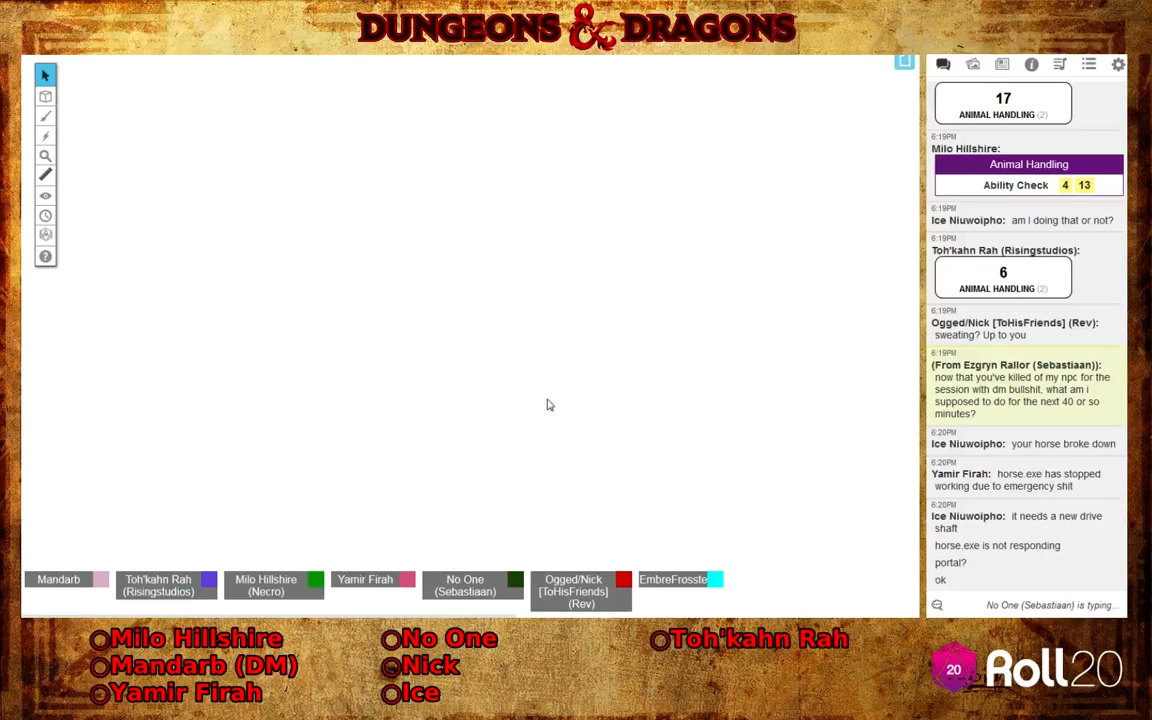 DUNGEONS & DRAGONS
17
ANIMAL HANDLING (2)
6:19PM
Milo Hillshire:
Animal Handling
Ability Check 4 13
6:19PM
Ice Niuwoipho: am I doing that or not?
6:19PM
Toh'kahn Rah (Risingstudios):
6
ANIMAL HANDLING (2)
6:19PM
Ogged/Nick [ToHisFriends] (Rev):
sweating? Up to you
6:19PM
(From Ezgryn Rallor (Sebastiaan)):
now that you've killed of my npc for the
session with dm bullshit, what am i
supposed to do for the next 40 or so
minutes?
6:20PM
Ice Niuwoipho: your horse broke down
6:20PM
Yamir Firah: horse.exe has stopped
working due to emergency shit
6:20PM
Ice Niuwoipho: it needs a new drive
shaft
horse.exe is not responding
portal?
ok
No One (Sebastiaan) is typing...
Mandarb
Toh'kahn Rah
(Risingstudios)
Milo Hillshire
(Necro)
Yamir Firah
No One
(Sebastiaan)
Ogged/Nick
[ToHisFriends]
(Rev)
EmbreFrosste
Milo Hillshire
Mandarb (DM)
Yamir Firah
No One
Nick
Ice
Toh'kahn Rah
20
Roll20